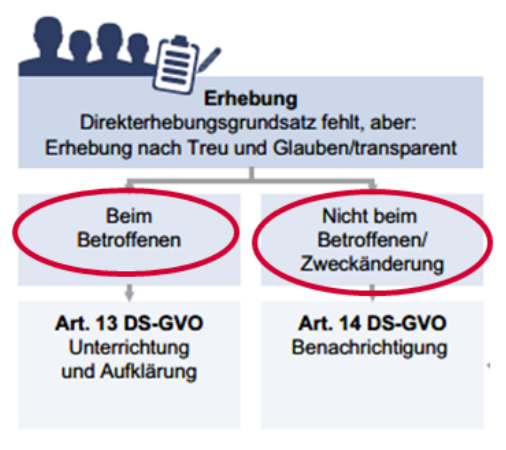 Erhebung
Direkterhebungsgrundsatz fehlt, aber:
Erhebung nach Treu und Glauben/transparent
Beim
Betroffenen
Nicht beim
Betroffenen/
Zweckänderung
Art. 13 DS-GVO
Unterrichtung
und Aufklärung
Art. 14 DS-GVO
Benachrichtigung